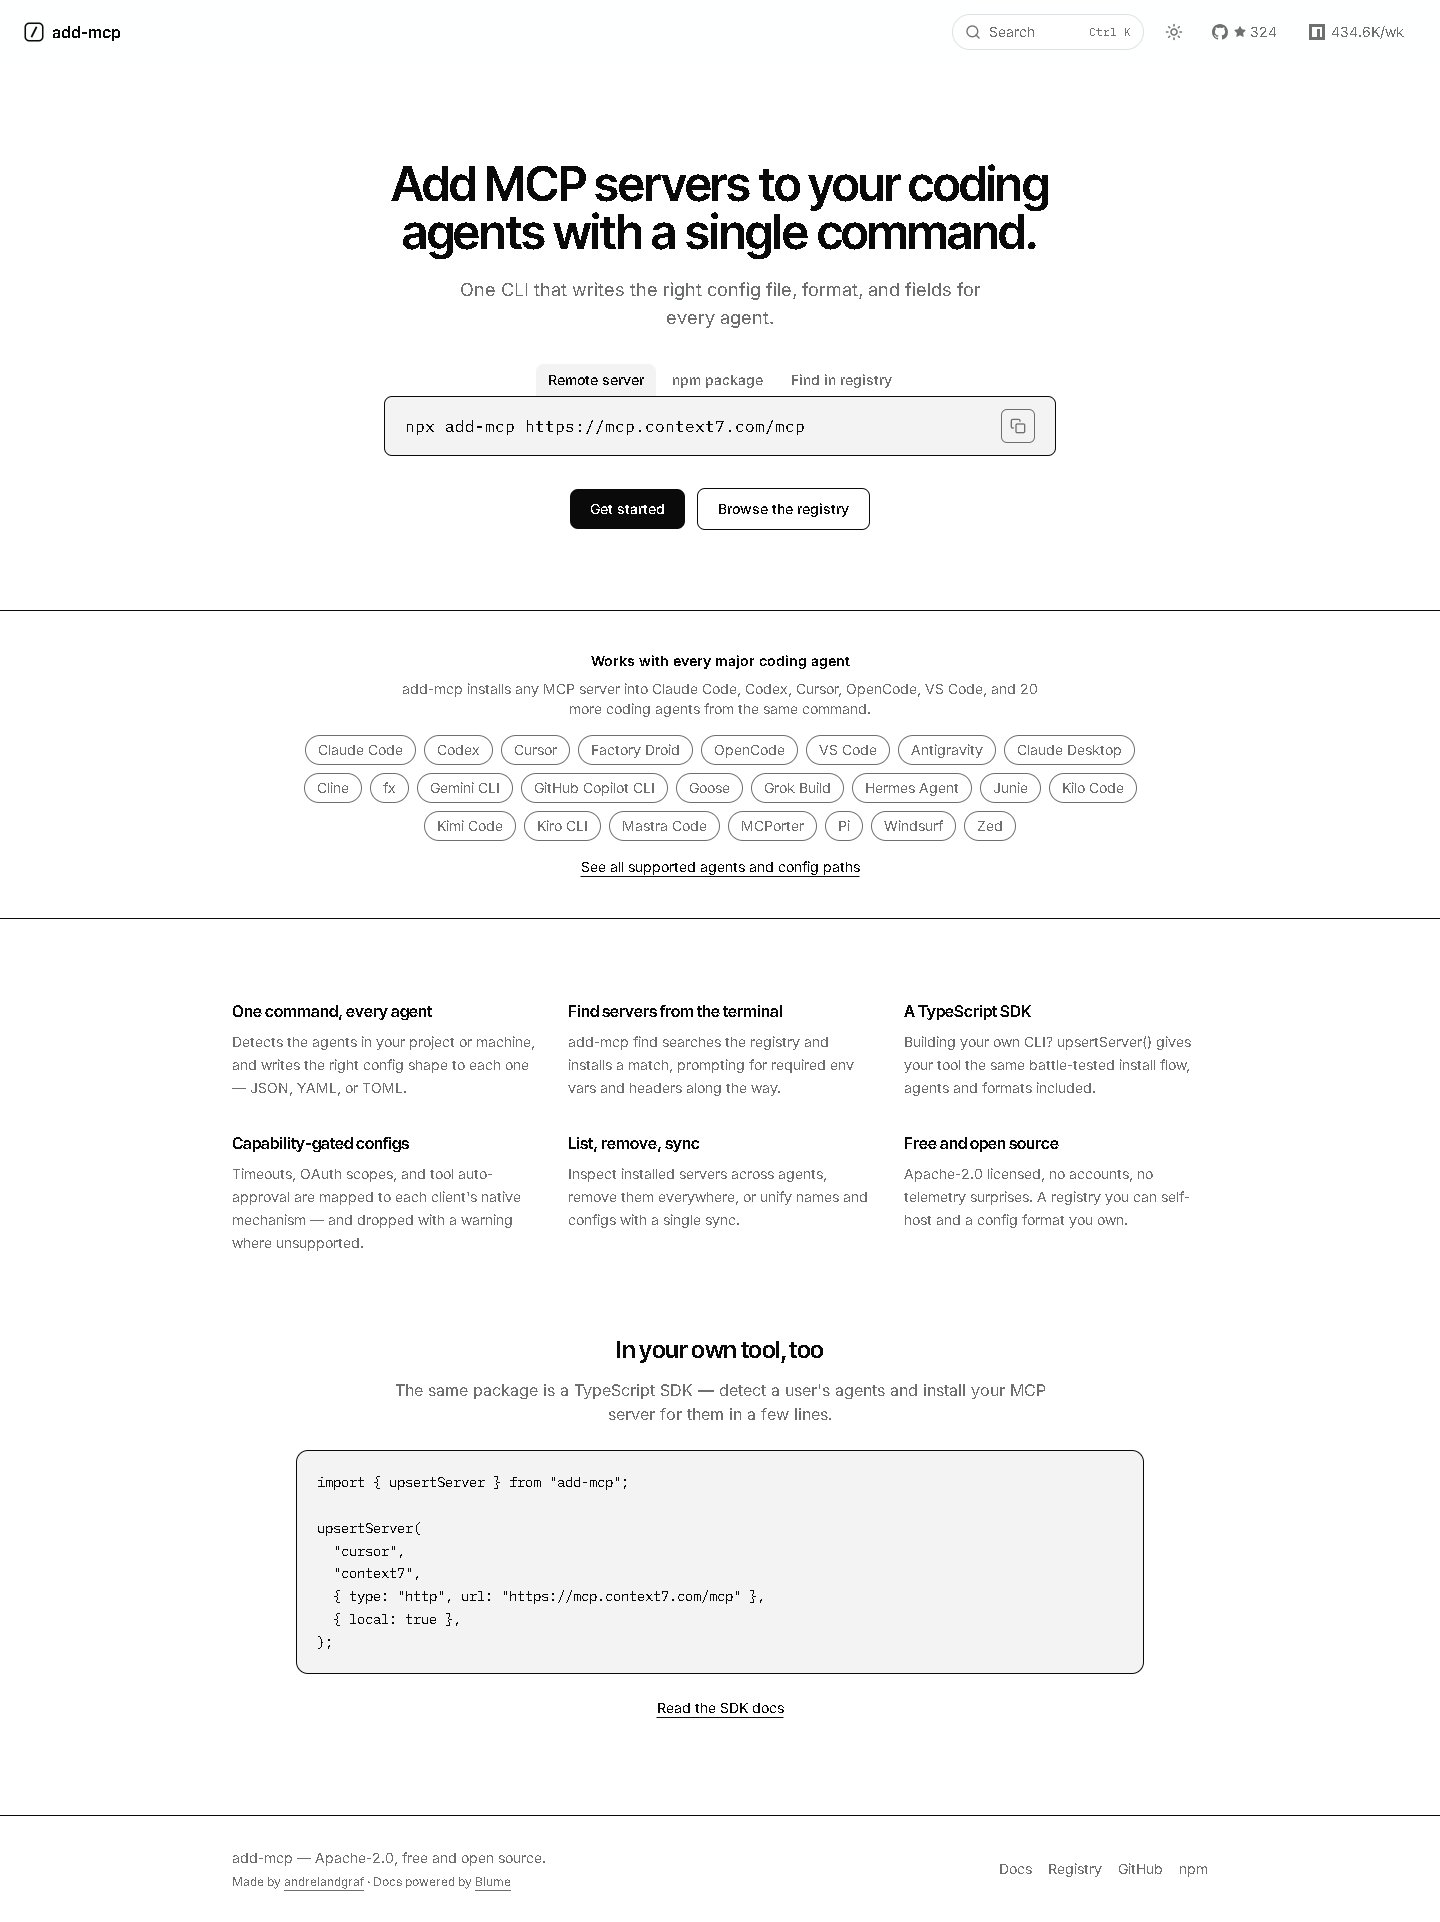 add-mcp
Search Ctrl K
324
434.6K/wk
Add MCP servers to your coding
agents with a single command.
One CLI that writes the right config file, format, and fields for
every agent.
Remote server npm package Find in registry
npx add-mcp https://mcp.context7.com/mcp
Get started Browse the registry
Works with every major coding agent
add-mcp installs any MCP server into Claude Code, Codex, Cursor, OpenCode, VS Code, and 20
more coding agents from the same command.
Claude Code Codex Cursor Factory Droid OpenCode VS Code Antigravity Claude Desktop
Cline fx Gemini CLI GitHub Copilot CLI Goose Grok Build Hermes Agent Junie Kilo Code
Kimi Code Kiro CLI Mastra Code MCPorter Pi Windsurf Zed
See all supported agents and config paths
One command, every agent
Detects the agents in your project or machine,
and writes the right config shape to each one
— JSON, YAML, or TOML.
Find servers from the terminal
add-mcp find searches the registry and
installs a match, prompting for required env
vars and headers along the way.
A TypeScript SDK
Building your own CLI? upsertServer() gives
your tool the same battle-tested install flow,
agents and formats included.
Capability-gated configs
Timeouts, OAuth scopes, and tool auto-
approval are mapped to each client's native
mechanism — and dropped with a warning
where unsupported.
List, remove, sync
Inspect installed servers across agents,
remove them everywhere, or unify names and
configs with a single sync.
Free and open source
Apache-2.0 licensed, no accounts, no
telemetry surprises. A registry you can self-
host and a config format you own.
In your own tool, too
The same package is a TypeScript SDK — detect a user's agents and install your MCP
server for them in a few lines.
import { upsertServer } from "add-mcp";
upsertServer(
"cursor",
"context7",
{ type: "http", url: "https://mcp.context7.com/mcp" },
{ local: true },
);
Read the SDK docs
add-mcp — Apache-2.0, free and open source.
Made by andrelandgraf · Docs powered by Blume
Docs Registry GitHub npm